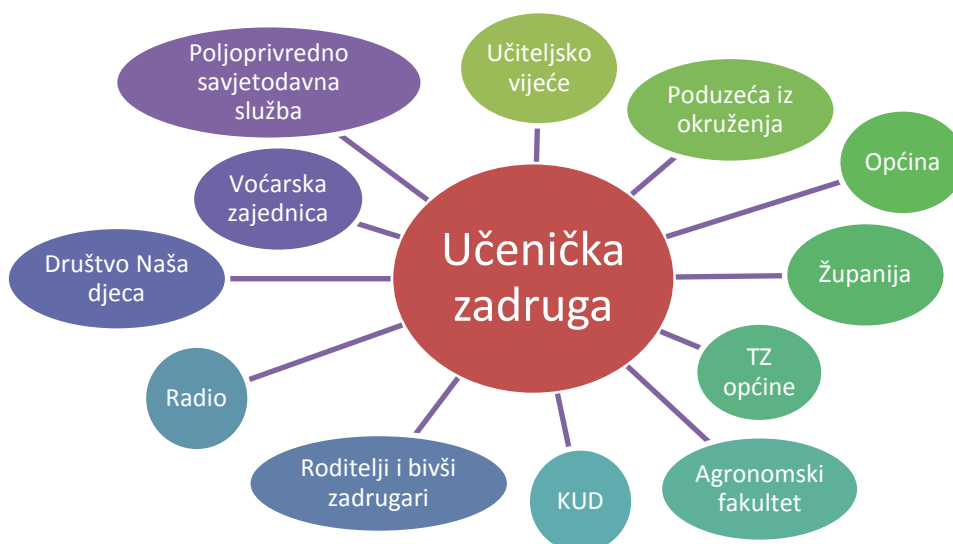 Poljoprivredno
savjetodavna
služba
Učiteljsko
vijeće
Poduzeća iz
okruženja
Općina
Voćarska
zajednica
Učenička
zadruga
Društvo Naša
djeca
Županija
TZ
općine
Radio
Roditelji i bivši
zadrugari
KUD
Agronomski
fakultet